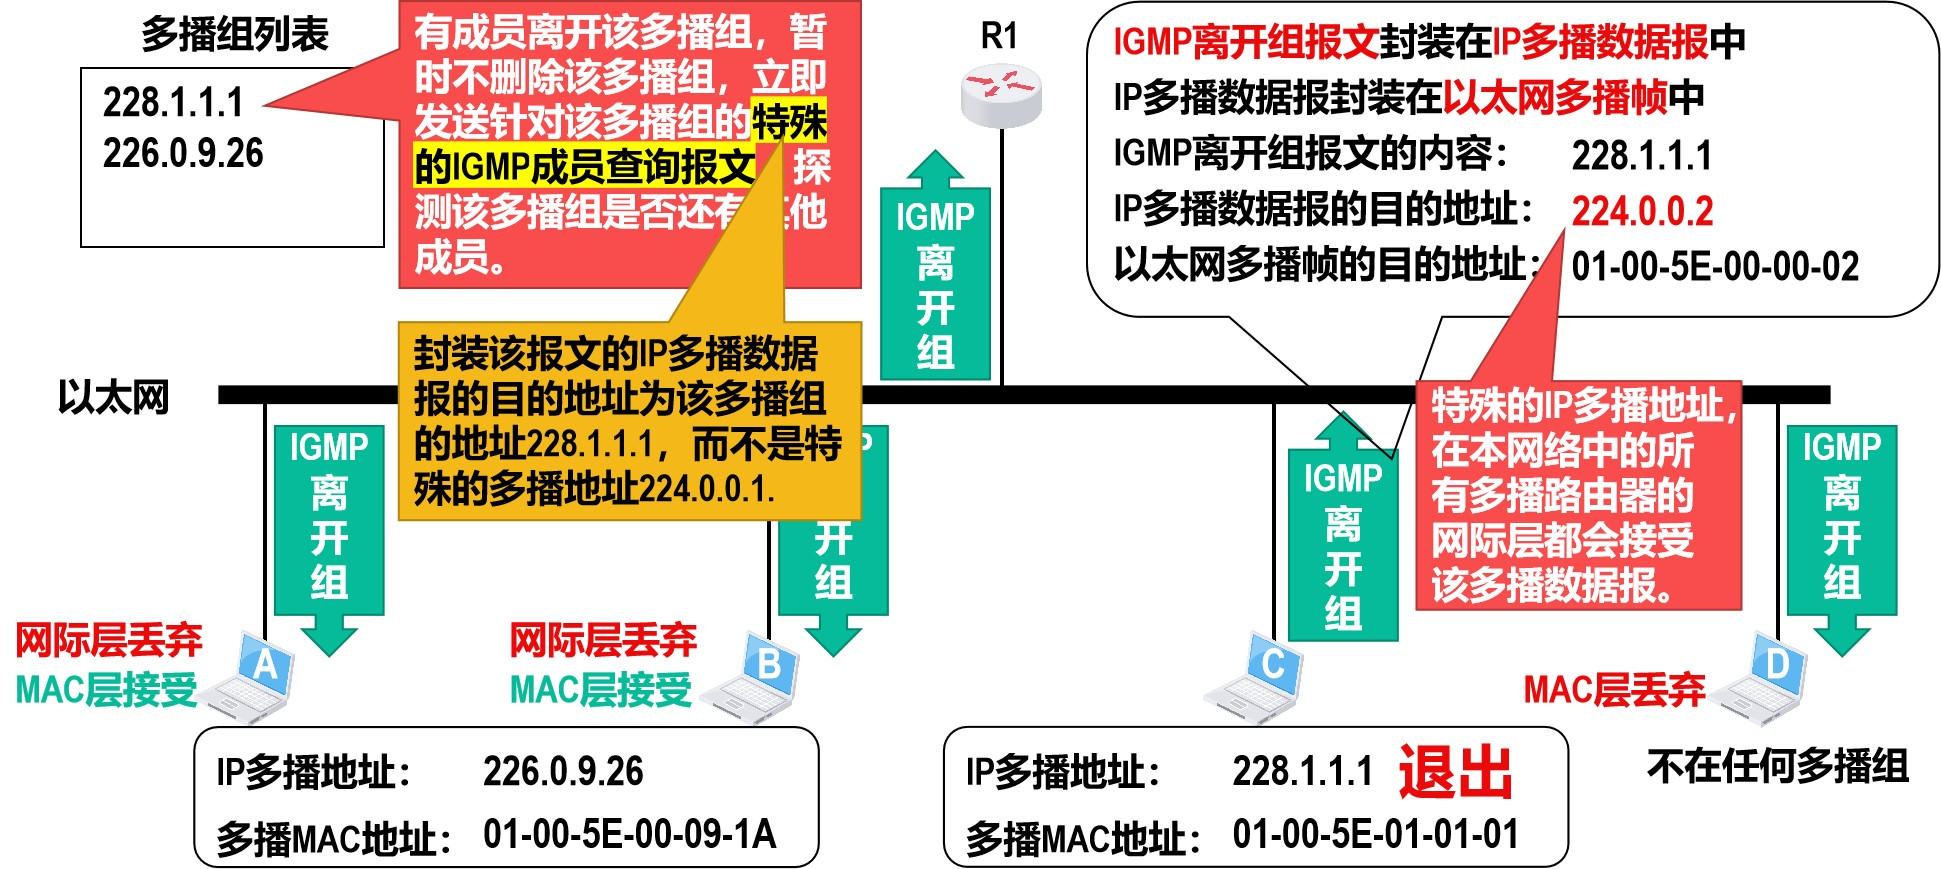 多播组列表
228.1.1.1
226.0.9.26
有成员离开该多播组，暂
时不删除该多播组，立即
发送针对该多播组的特殊
的IGMP成员查询报文 探
测该多播组是否还有其他
成员。
R1
IGMP离开组报文封装在IP多播数据报中
IP多播数据报封装在以太网多播帧中
IGMP离开组报文的内容： 228.1.1.1
IP多播数据报的目的地址： 224.0.0.2
以太网多播帧的目的地址： 01-00-5E-00-00-02
IGMP
离
开
组
封装该报文的IP多播数据
报的目的地址为该多播组
的地址228.1.1.1，而不是特
殊的多播地址224.0.0.1.
以太网
特殊的IP多播地址，
在本网络中的所
有多播路由器的
网际层都会接受
该多播数据报。
IGMP
离
开
组
开
组
IGMP
离
开
组
IGMP
离
开
组
网际层丢弃
MAC层接受
A
网际层丢弃
MAC层接受
B
C
MAC层丢弃
D
IP多播地址： 226.0.9.26
多播MAC地址： 01-00-5E-00-09-1A
IP多播地址： 228.1.1.1 退出
多播MAC地址： 01-00-5E-01-01-01
不在任何多播组